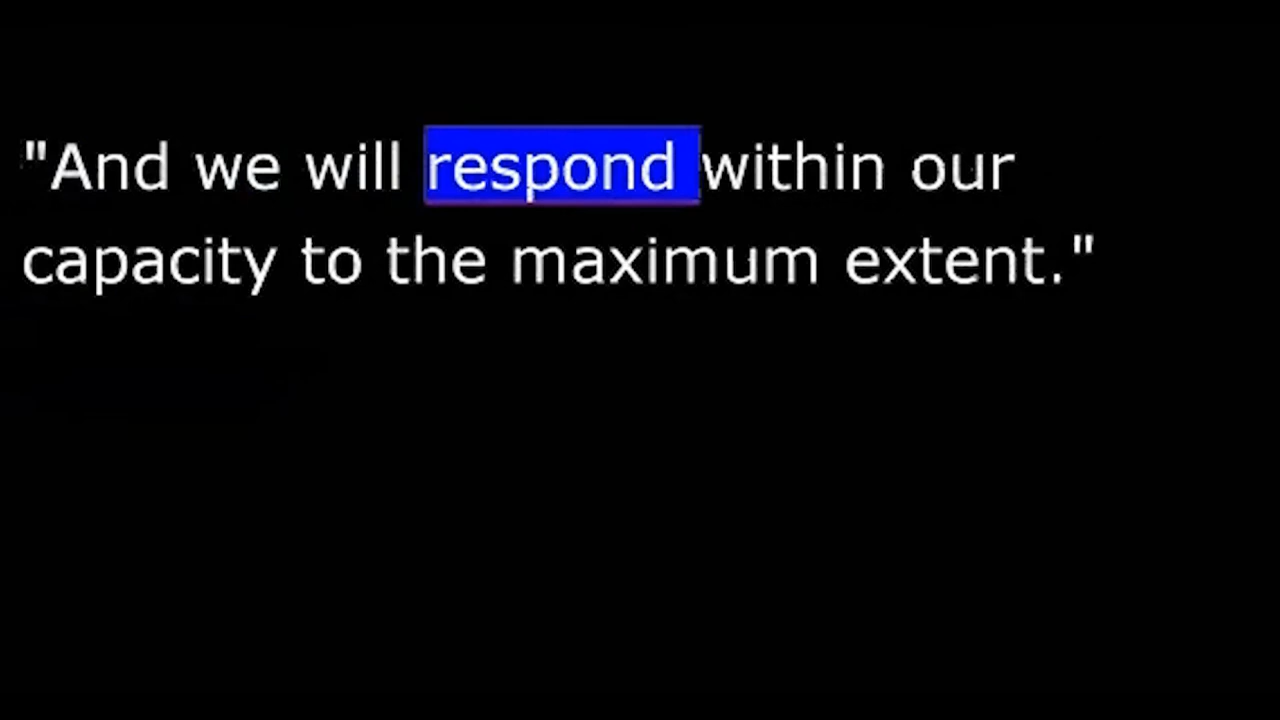 "And we will respond within our
capacity to the maximum extent."